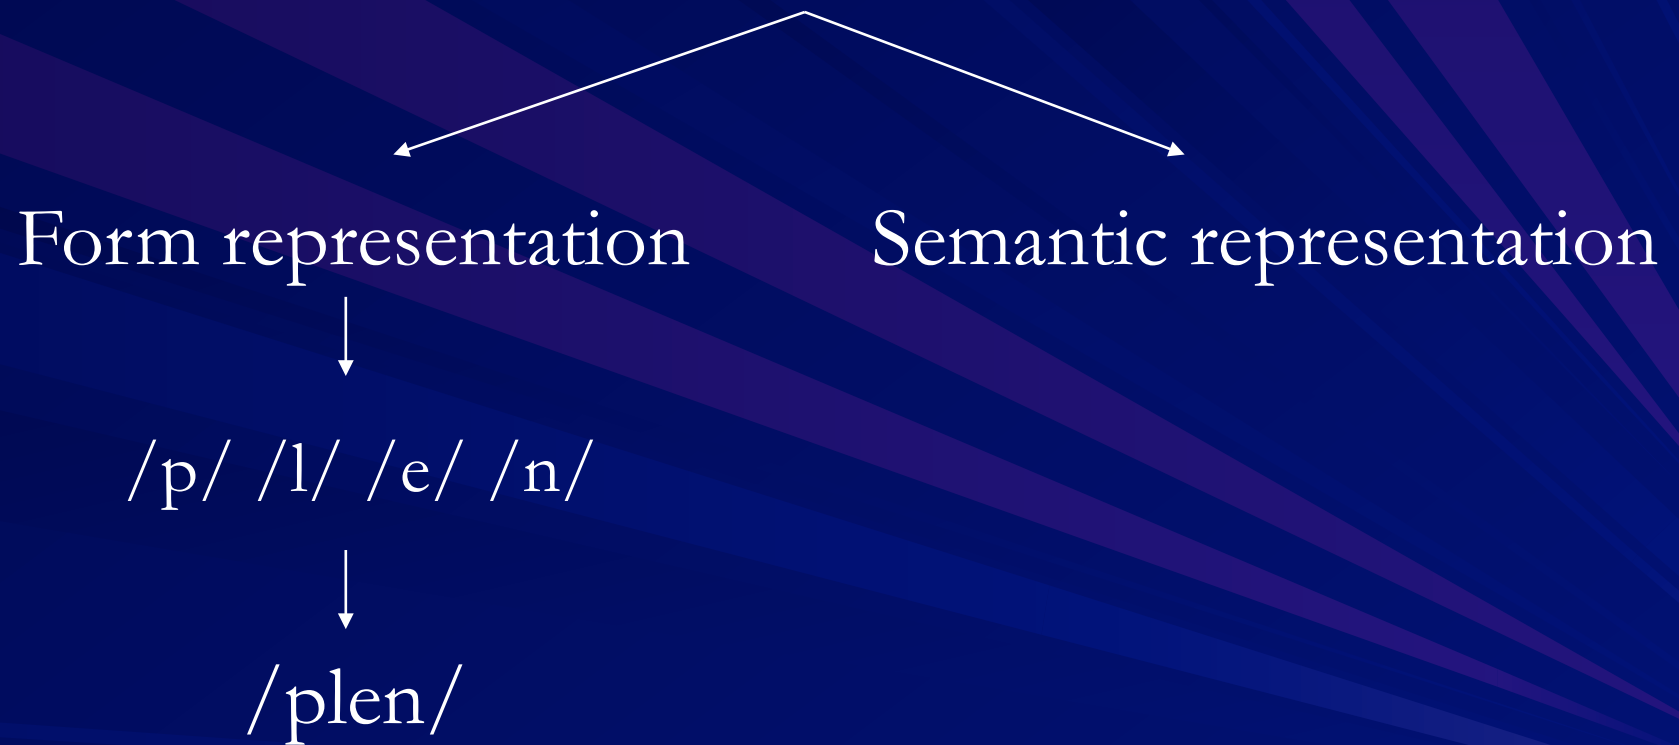 Form representation Semantic representation
/p/ /l/ /e/ /n/
/plen/